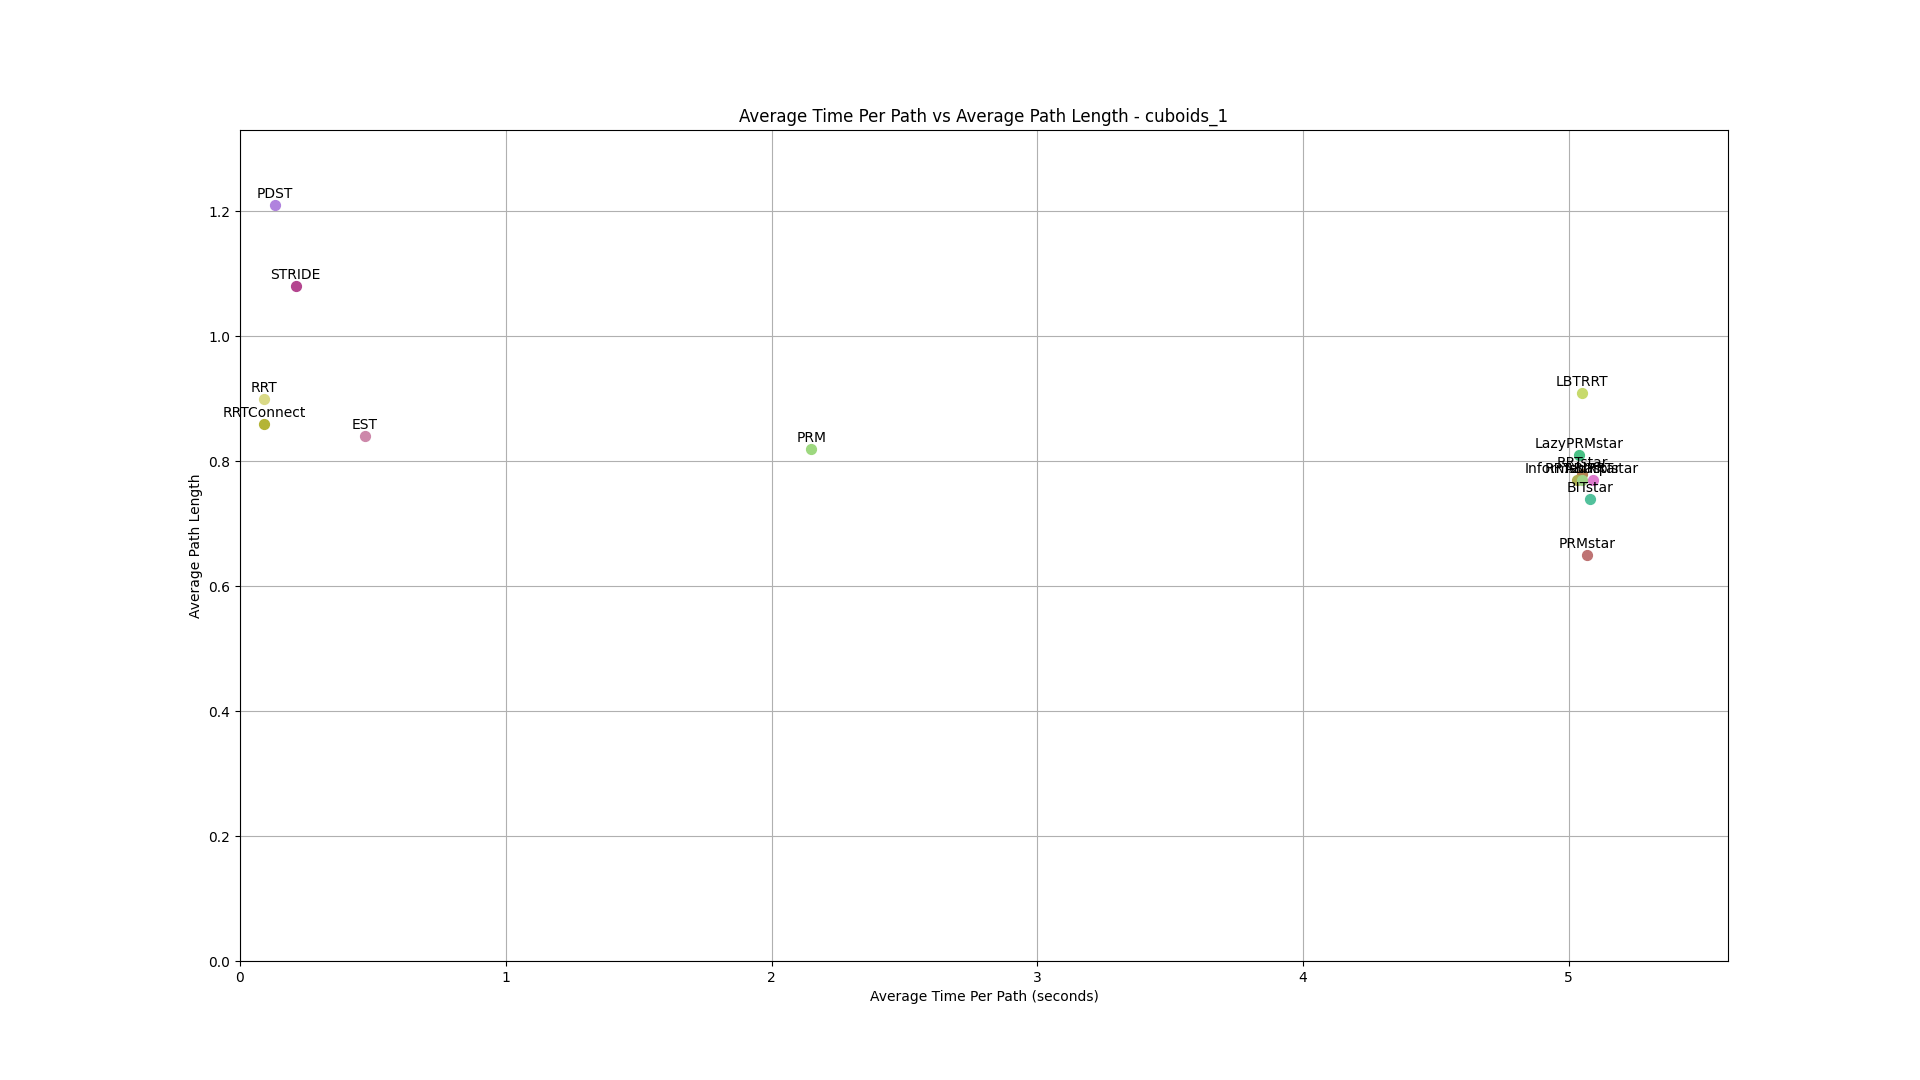 Average Time Per Path vs Average Path Length - cuboids_1
PDST
1.2
STRIDE
1.0
RRT
LBTRRT
RRTConnect
EST
PRM
LazyPRMstar
0.8
RRTstar
BITstar
PRMstar
Average Path Length
0.6
0.4
0.2
0.0
0
1
2
3
4
5
Average Time Per Path (seconds)